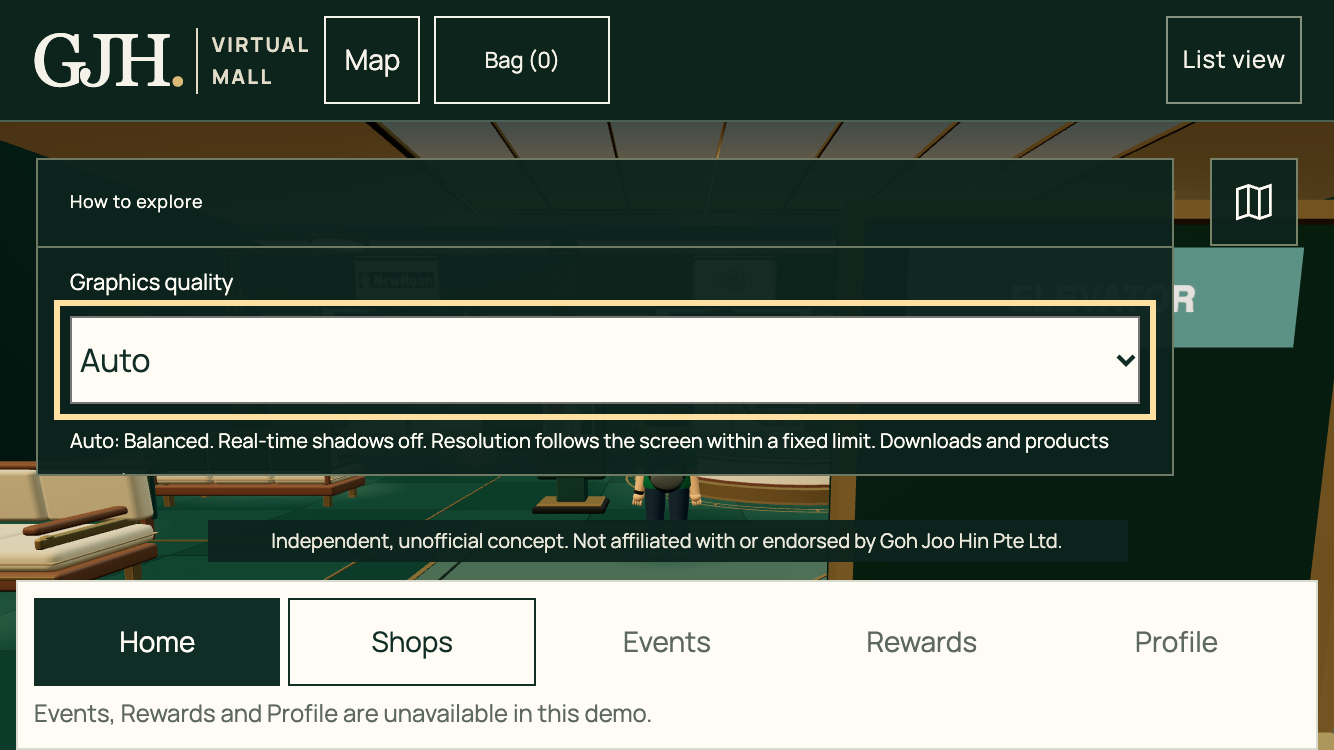 GJH.
VIRTUAL
MALL
Map
Bag (0)
List view
How to explore
Graphics quality
NewMoon
ELEVATOR
Auto
Auto: Balanced. Real-time shadows off. Resolution follows the screen within a fixed limit. Downloads and products
Independent, unofficial concept. Not affiliated with or endorsed by Goh Joo Hin Pte Ltd.
Home
Shops
Events
Rewards
Profile
Events, Rewards and Profile are unavailable in this demo.